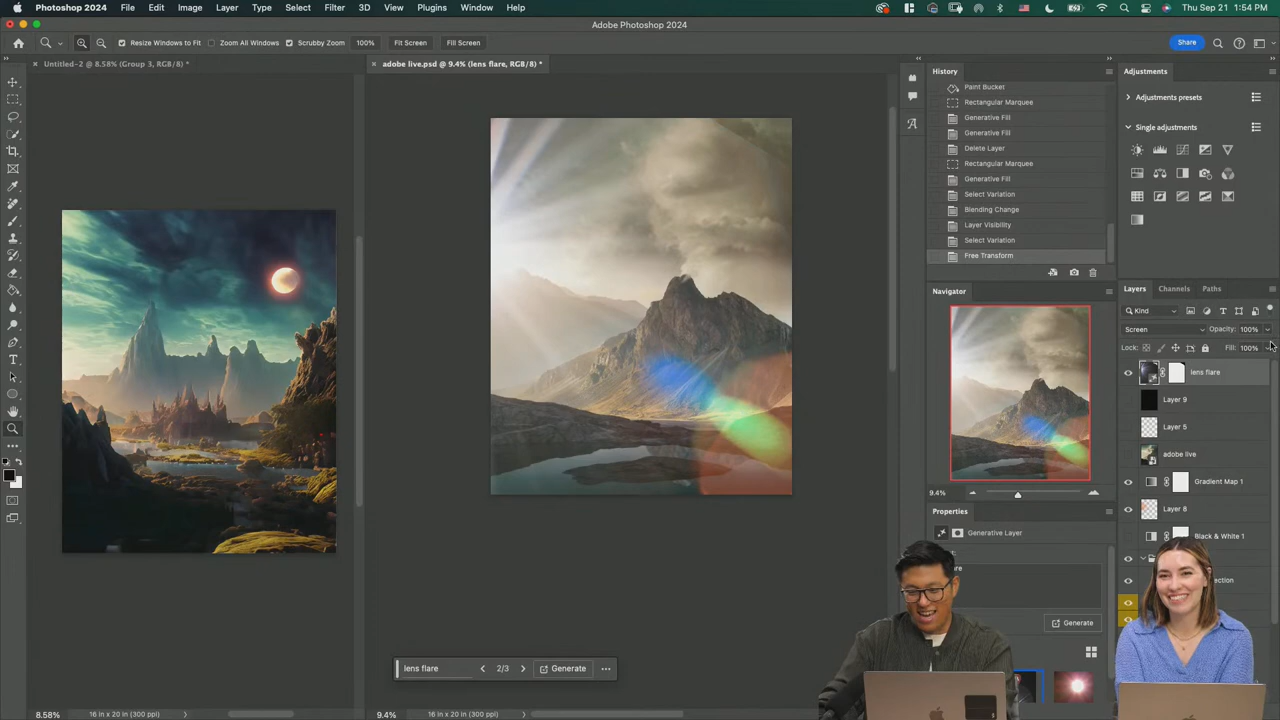 Photoshop 2024 File Edit Image Layer Type Select Filter 3D View Plugins Window Help
Thu Sep 21 1:54 PM
Adobe Photoshop 2024
Resize Windows to Fit Zoom All Windows Scrubby Zoom 100% Fit Screen Fill Screen
Share
Untitled-2 @ 8.58% (Group 3, RGB/8) *
adobe live.psd @ 9.4% (lens flare, RGB/8) *
History
Paint Bucket
Rectangular Marquee
Generative Fill
Generative Fill
Delete Layer
Rectangular Marquee
Generative Fill
Select Variation
Blending Change
Layer Visibility
Select Variation
Free Transform
Navigator
9.4%
Properties
Generative Layer
Generate
Adjustments
Adjustments presets
Single adjustments
Layers Channels Paths
Kind
Screen Opacity: 100%
Lock: Fill: 100%
lens flare
Layer 9
Layer 5
adobe live
Gradient Map 1
Layer 8
Black & White 1
lens flare 2/3 Generate
8.58% 16 in x 20 in (300 ppi)
9.4% 16 in x 20 in (300 ppi)